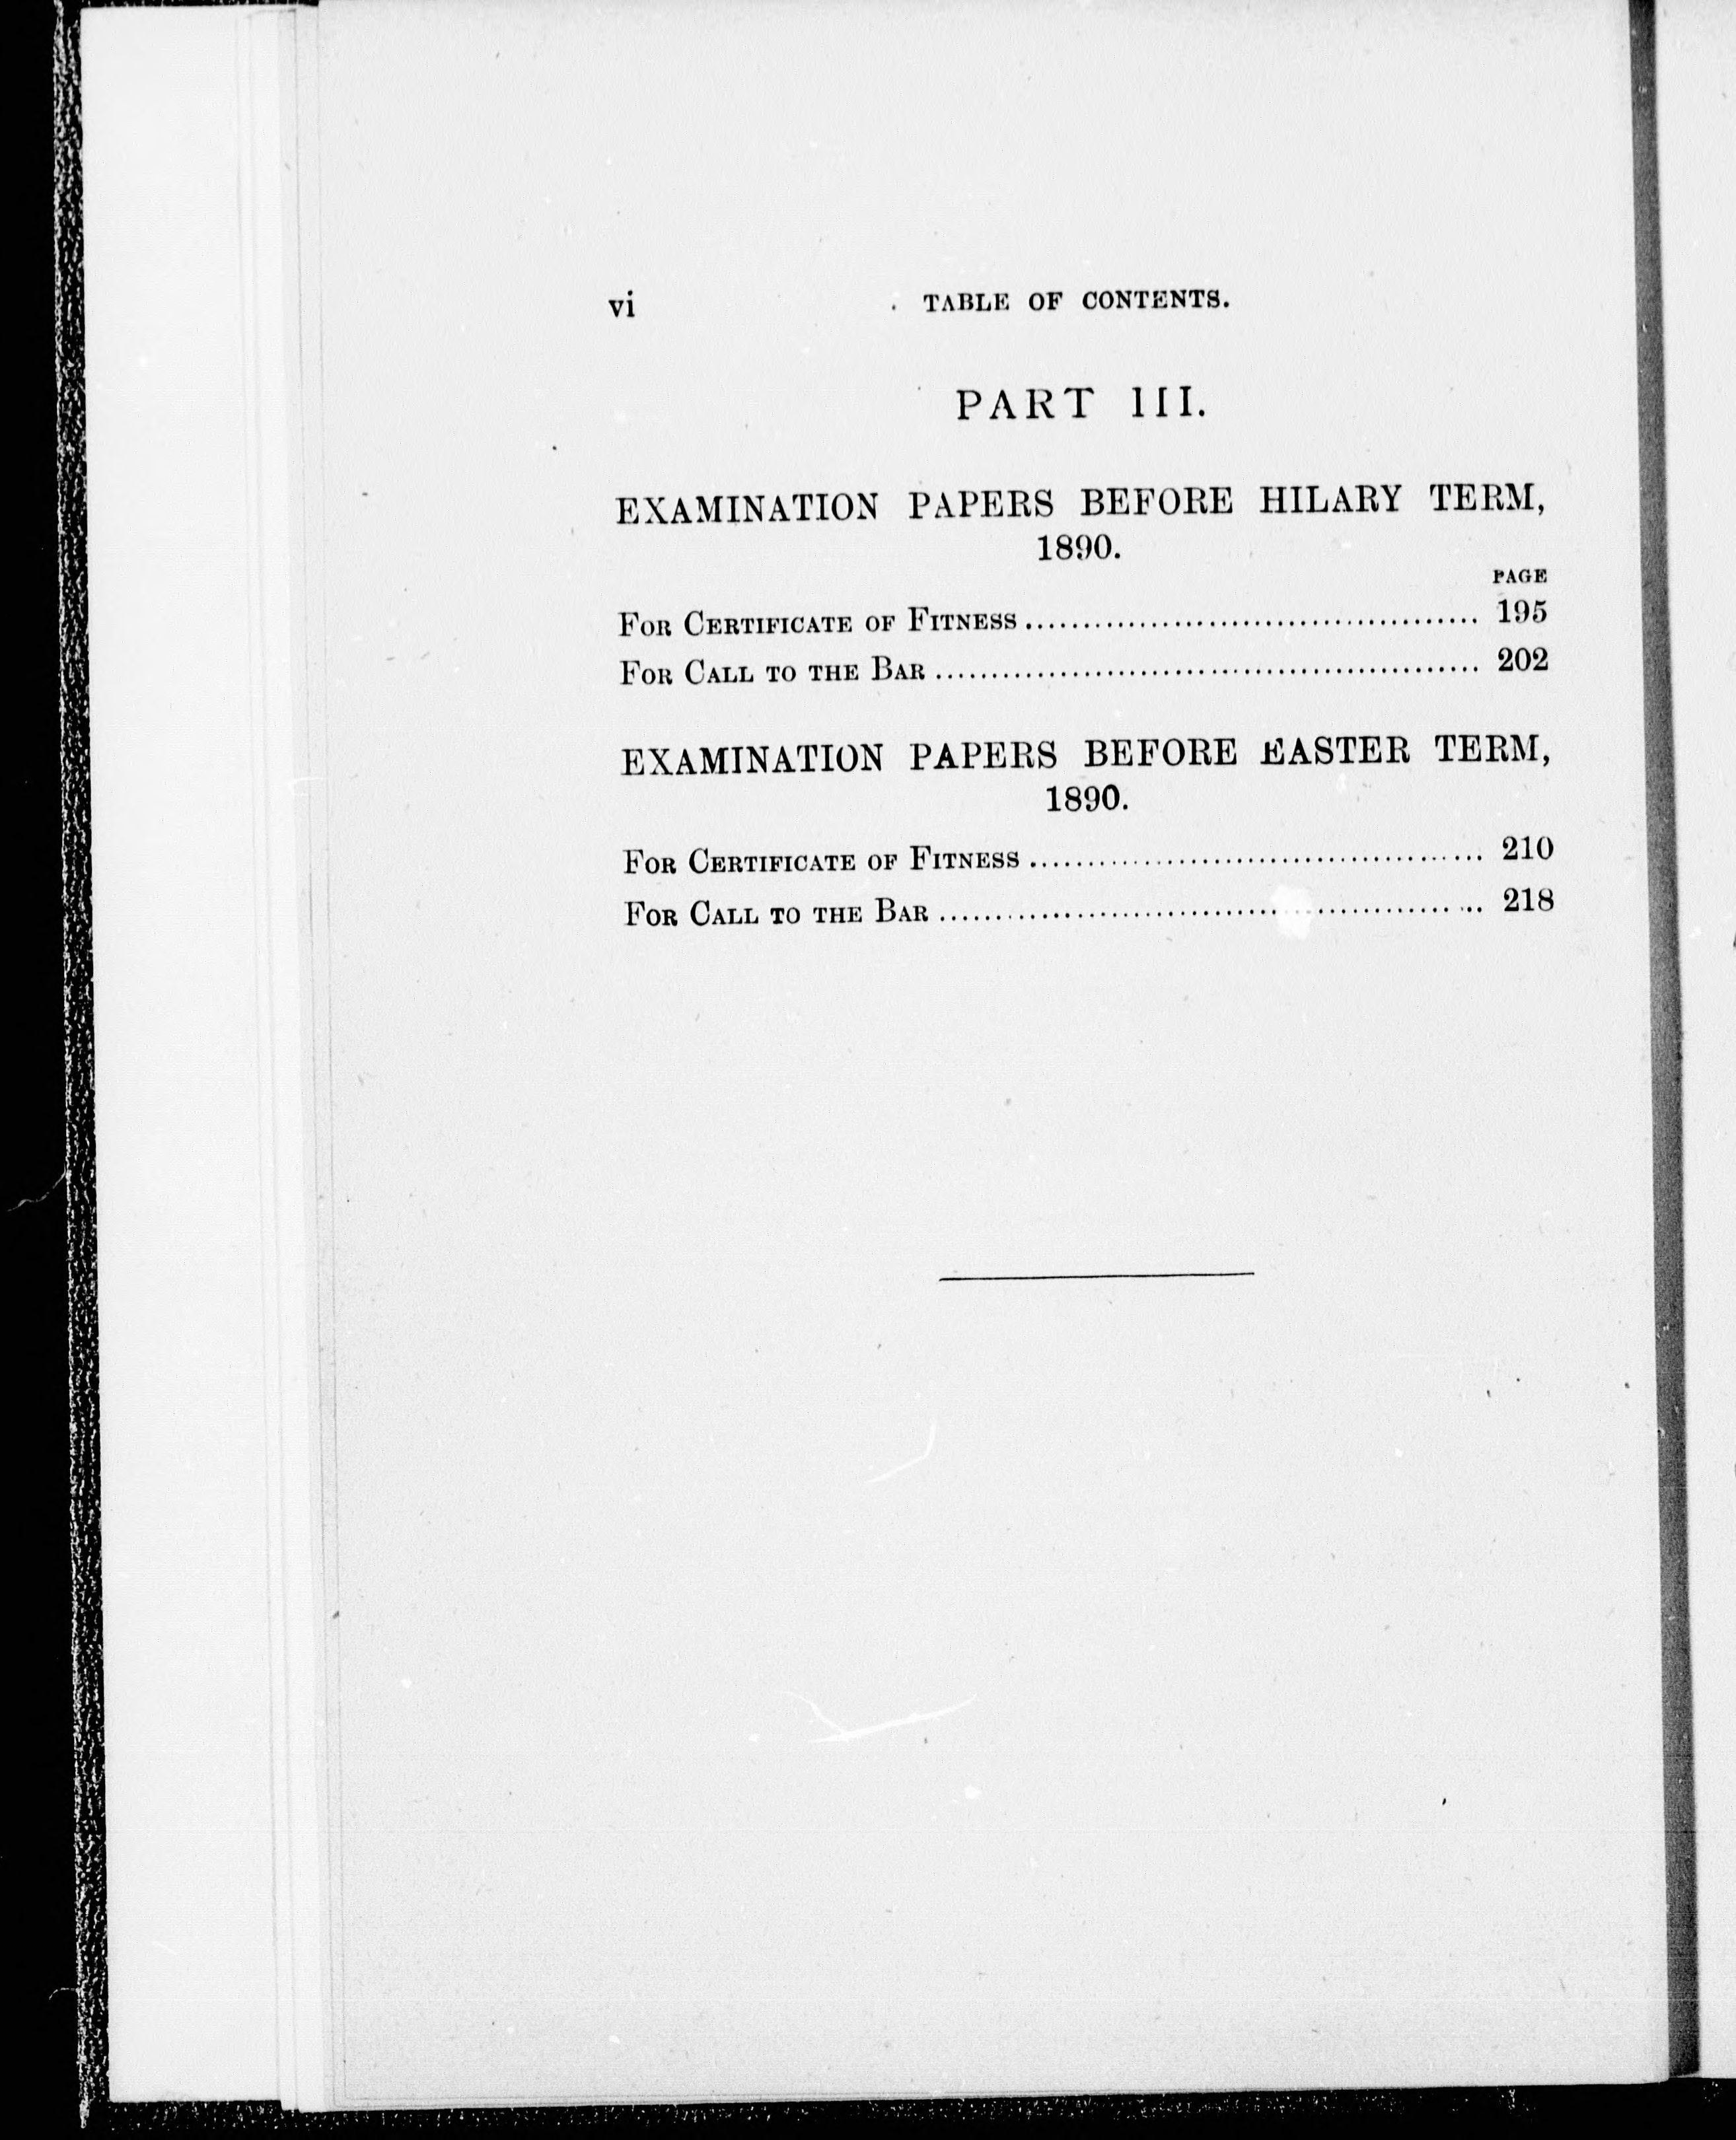 vi TABLE OF CONTENTS.
PART III.
EXAMINATION PAPERS BEFORE HILARY TERM,
1890.
PAGE
FOR CERTIFICATE OF FITNESS ........................................ 195
FOR CALL TO THE BAR ................................................ 202
EXAMINATION PAPERS BEFORE EASTER TERM,
1890.
FOR CERTIFICATE OF FITNESS ........................................ 210
FOR CALL TO THE BAR ................................................ 218